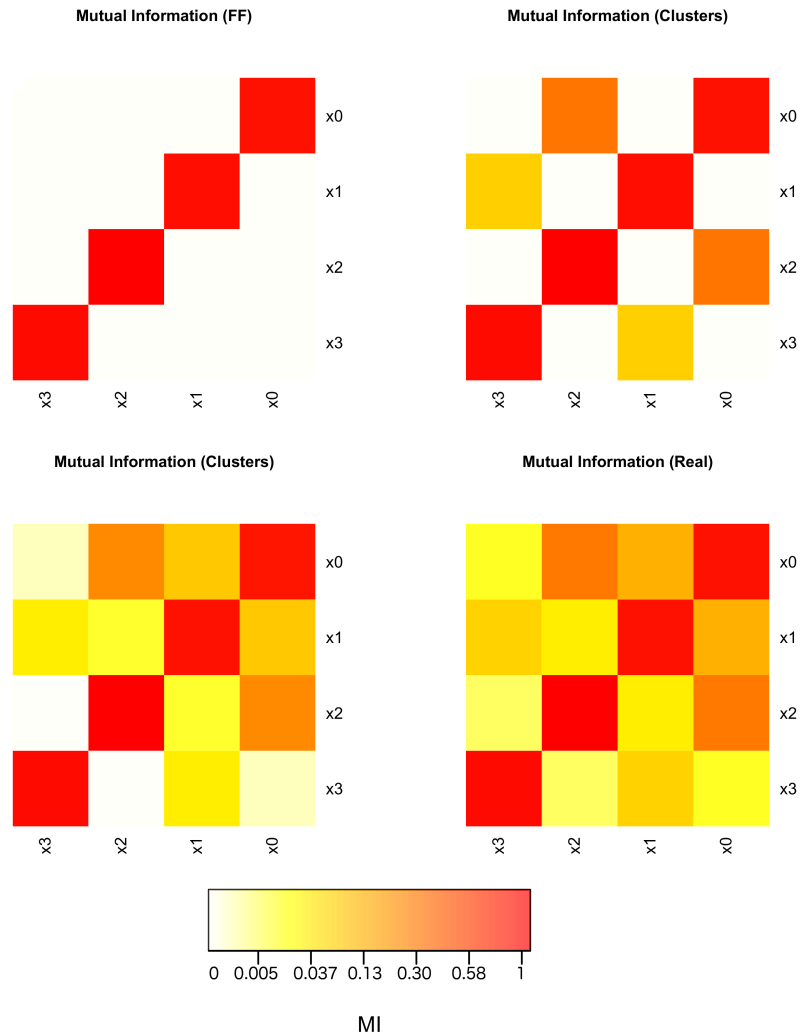 Mutual Information (FF)
Mutual Information (Clusters)
x0
x1
x2
x3
x3 x2 x1 x0
x0
x1
x2
x3
x3 x2 x1 x0
Mutual Information (Clusters)
Mutual Information (Real)
x0
x1
x2
x3
x3 x2 x1 x0
x0
x1
x2
x3
x3 x2 x1 x0
0 0.005 0.037 0.13 0.30 0.58 1
MI